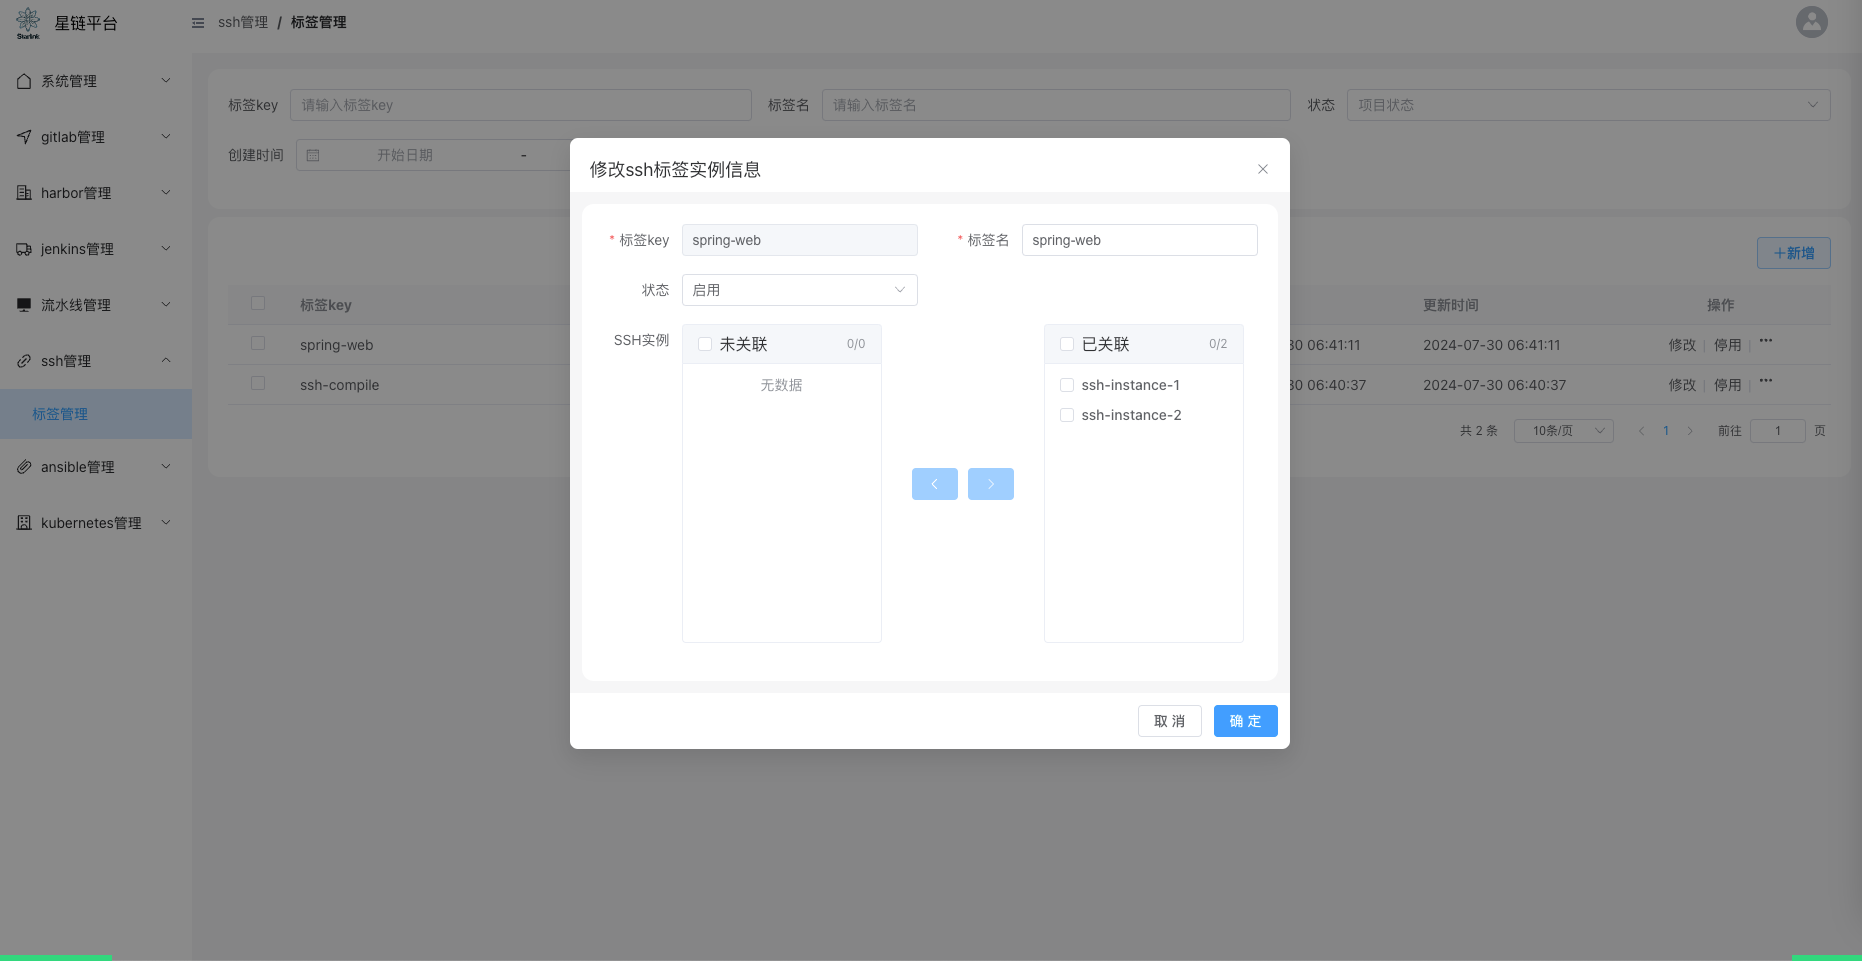 星链平台
Starlink
ssh管理 / 标签管理
系统管理
gitlab管理
harbor管理
jenkins管理
流水线管理
ssh管理
标签管理
ansible管理
kubernetes管理
标签key 请输入标签key 标签名 请输入标签名 状态 项目状态
创建时间 开始日期 -
+新增
标签key 更新时间 操作
spring-web 30 06:41:11 2024-07-30 06:41:11 修改 停用 •••
ssh-compile 30 06:40:37 2024-07-30 06:40:37 修改 停用 •••
共 2 条 10条/页 1 前往 1 页
修改ssh标签实例信息
* 标签key spring-web * 标签名 spring-web
状态 启用
SSH实例 未关联 0/0 已关联 0/2
无数据 ssh-instance-1
ssh-instance-2
取 消 确 定